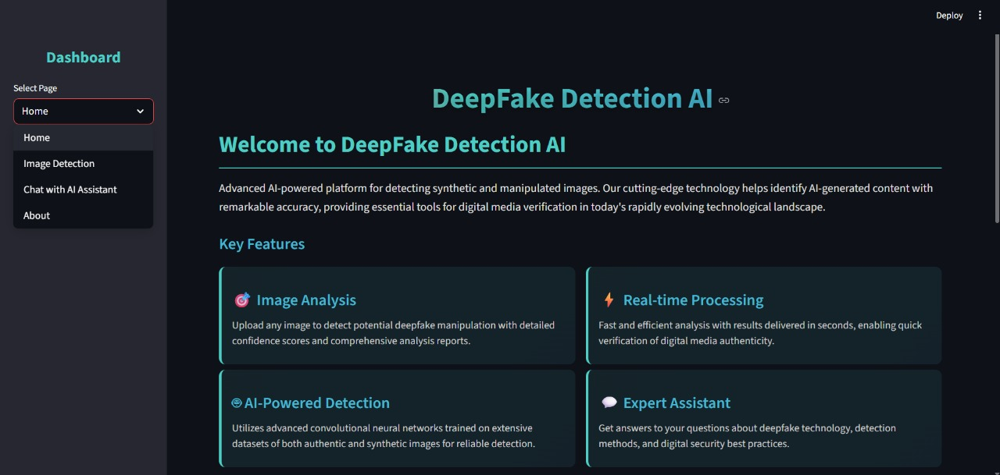 Deploy
Dashboard
Select Page
Home
Home
Image Detection
Chat with AI Assistant
About
DeepFake Detection AI
Welcome to DeepFake Detection AI
Advanced AI-powered platform for detecting synthetic and manipulated images. Our cutting-edge technology helps identify AI-generated content with
remarkable accuracy, providing essential tools for digital media verification in today's rapidly evolving technological landscape.
Key Features
Image Analysis
Upload any image to detect potential deepfake manipulation with detailed
confidence scores and comprehensive analysis reports.
Real-time Processing
Fast and efficient analysis with results delivered in seconds, enabling quick
verification of digital media authenticity.
AI-Powered Detection
Utilizes advanced convolutional neural networks trained on extensive
datasets of both authentic and synthetic images for reliable detection.
Expert Assistant
Get answers to your questions about deepfake technology, detection
methods, and digital security best practices.